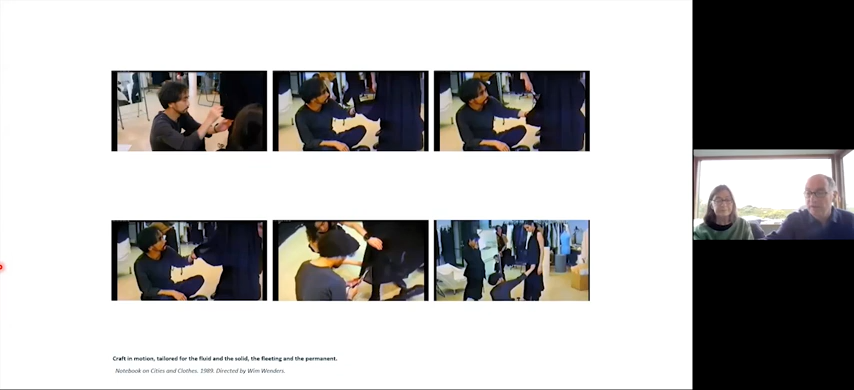 Craft in motion, tailored for the fluid and the solid, the fleeting and the permanent.
Notebook on Cities and Clothes. 1989. Directed by Wim Wenders.